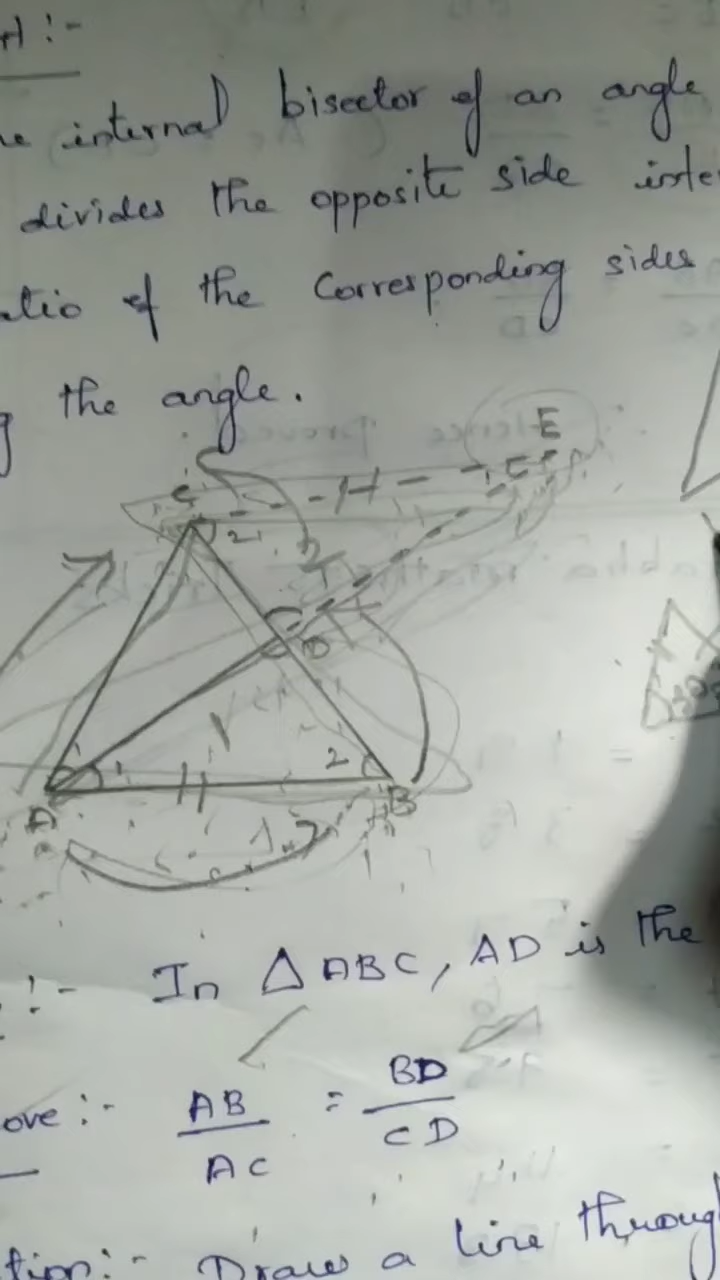 internal bisector of an angle
divides the opposite side
of the Corresponding sides
the angle.
E
C
2
D
1
2
A
B
:- In △ ABC, AD is the
:- AB/AC = BD/CD
:- Draw a line through